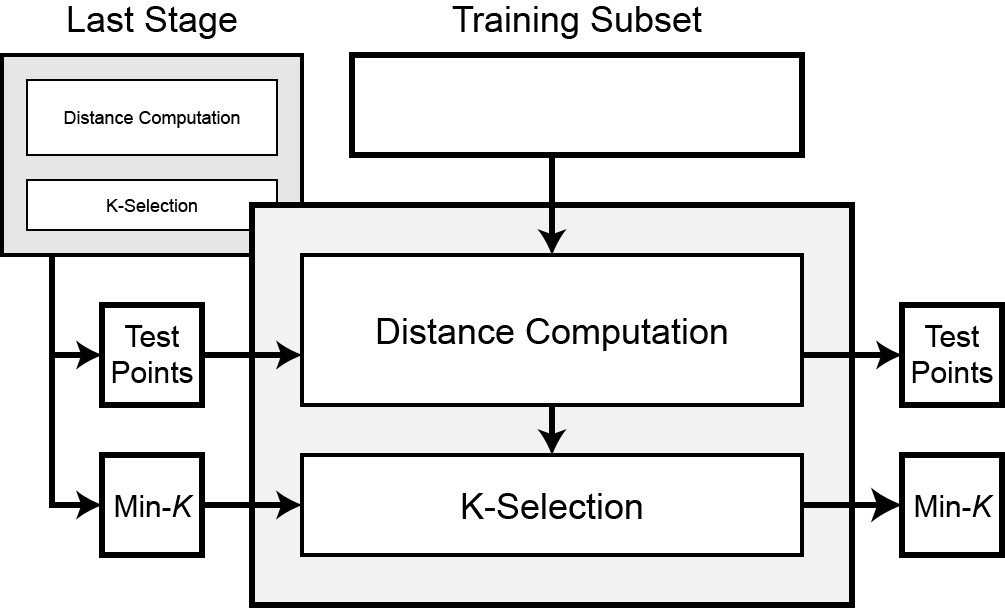 Last Stage
Training Subset
Distance Computation
K-Selection
Test
Points
Distance Computation
Test
Points
Min-K
K-Selection
Min-K